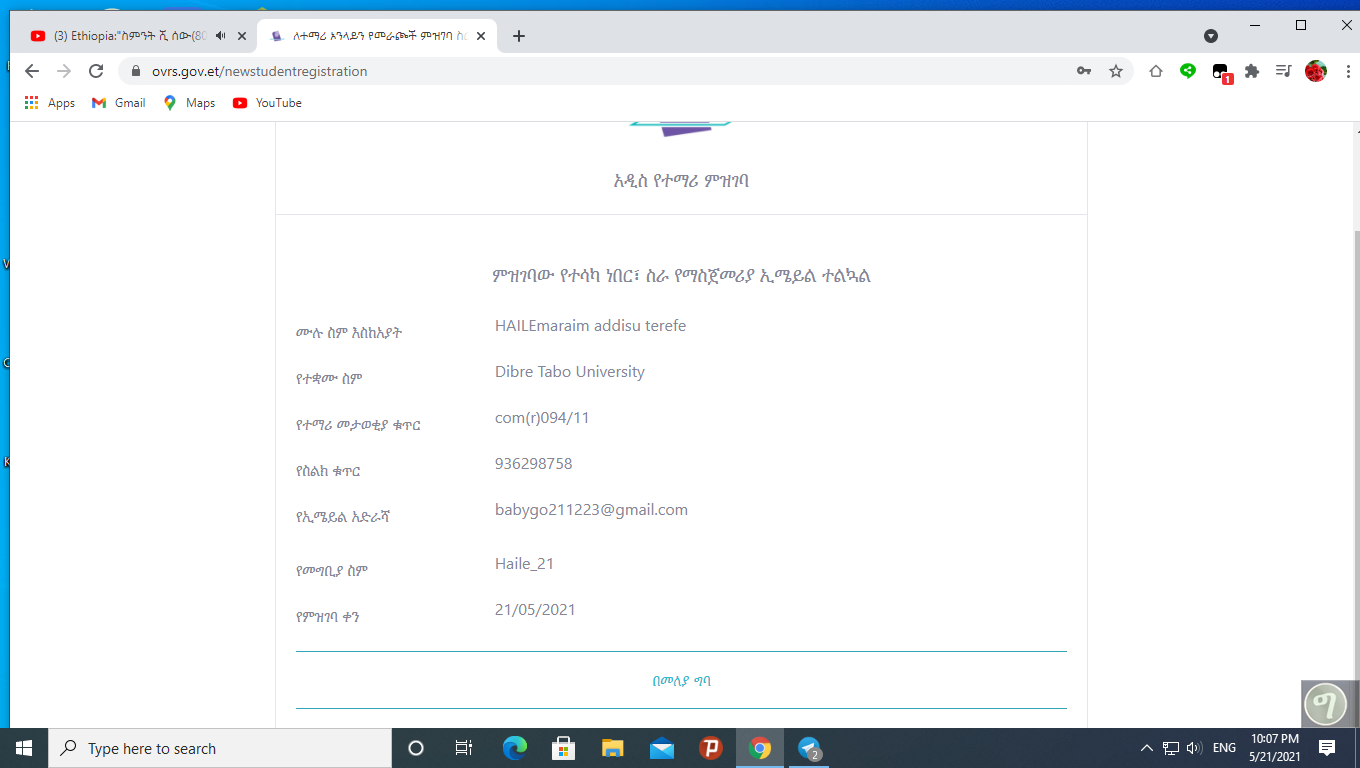 (3) Ethiopia:"ስምንት ሺ ሰው(80
ለተማሪ ኦንላይን የመራጮች ምዝገባ
ovrs.gov.et/newstudentregistration
1
Apps Gmail Maps YouTube
አዲስ የተማሪ ምዝገባ
ምዝገባው የተሳካ ነበር፣ ስራ የማስጀመሪያ ኢሜይል ተልኳል
ሙሉ ስም እስከአያት HAILEmaraim addisu terefe
የተቋሙ ስም Dibre Tabo University
የተማሪ መታወቂያ ቁጥር com(r)094/11
የስልክ ቁጥር 936298758
የኢሜይል አድራሻ babygo211223@gmail.com
የመግቢያ ስም Haile_21
የምዝገባ ቀን 21/05/2021
በመለያ ግባ
ግ
Type here to search
2
ENG
10:07 PM
5/21/2021